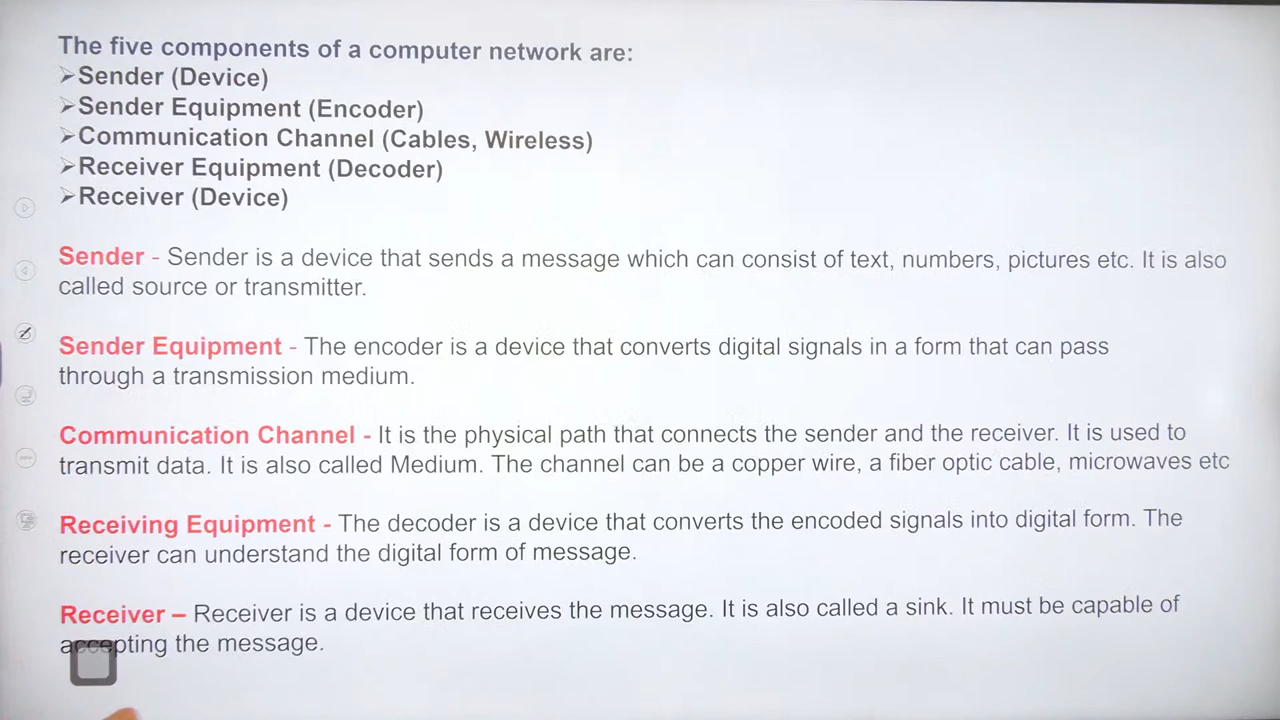 The five components of a computer network are:
➢Sender (Device)
➢Sender Equipment (Encoder)
➢Communication Channel (Cables, Wireless)
➢Receiver Equipment (Decoder)
➢Receiver (Device)
Sender - Sender is a device that sends a message which can consist of text, numbers, pictures etc. It is also
called source or transmitter.
Sender Equipment - The encoder is a device that converts digital signals in a form that can pass
through a transmission medium.
Communication Channel - It is the physical path that connects the sender and the receiver. It is used to
transmit data. It is also called Medium. The channel can be a copper wire, a fiber optic cable, microwaves etc
Receiving Equipment - The decoder is a device that converts the encoded signals into digital form. The
receiver can understand the digital form of message.
Receiver – Receiver is a device that receives the message. It is also called a sink. It must be capable of
accepting the message.